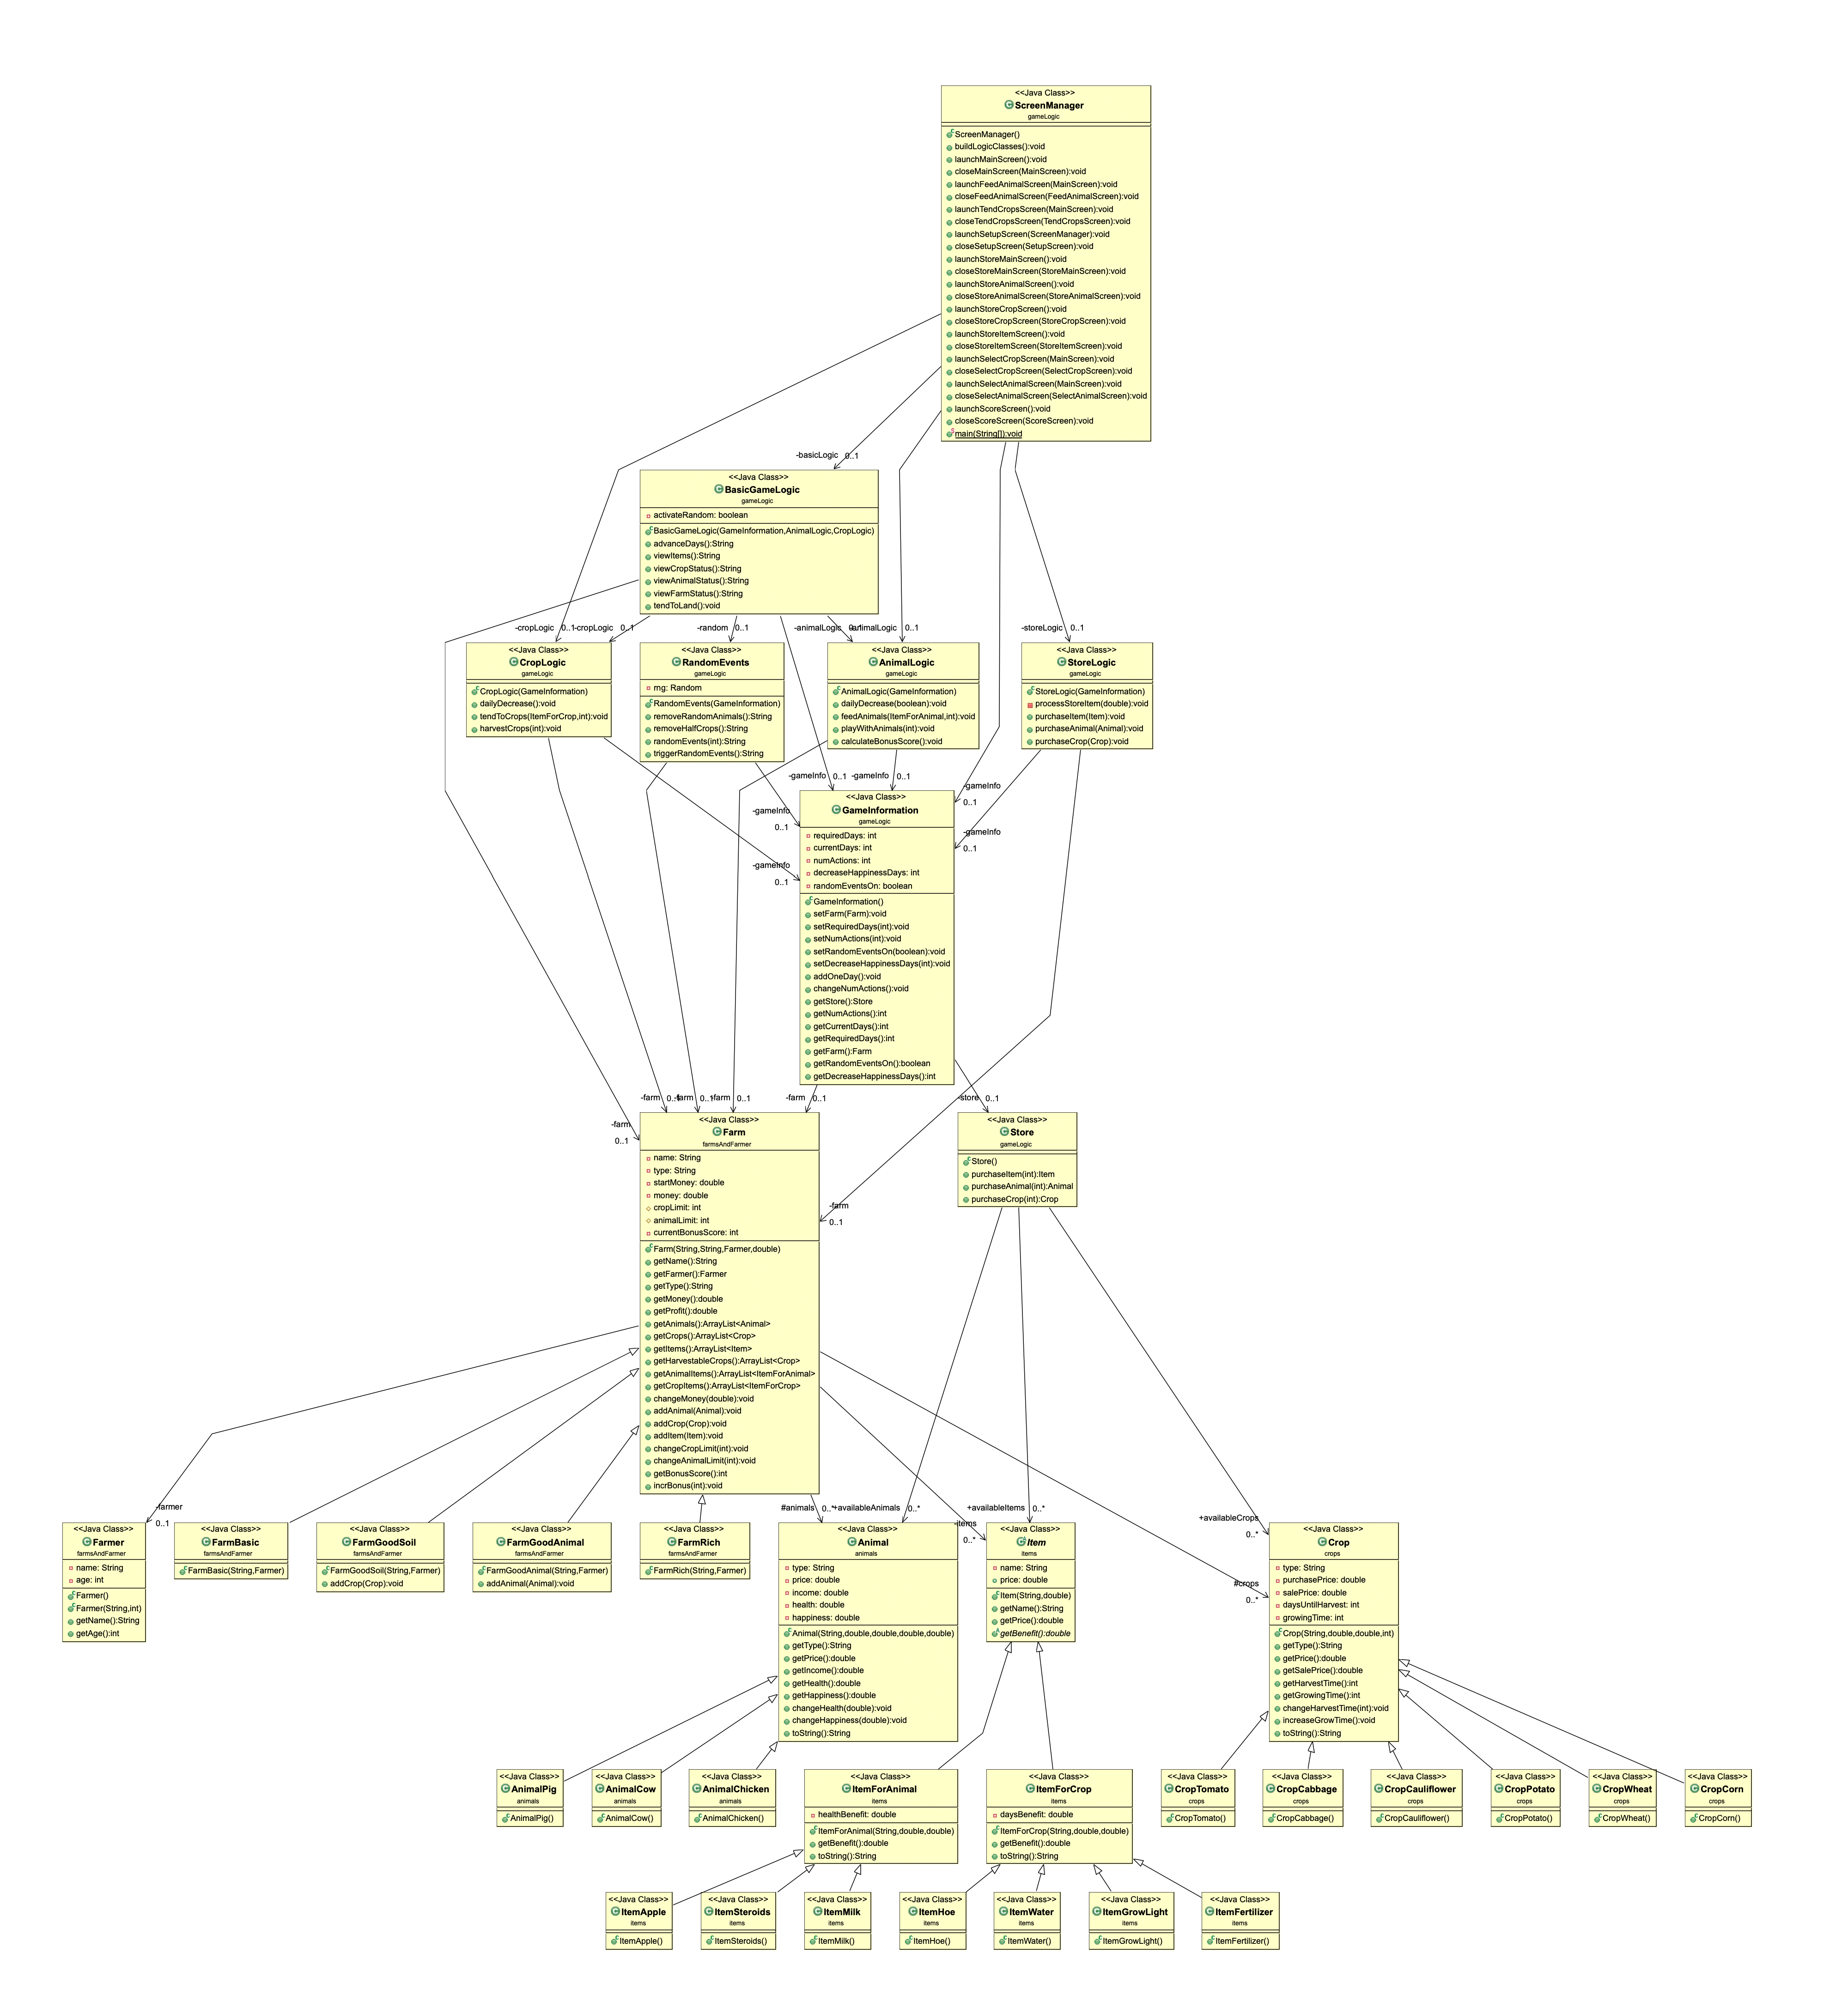 <<Java Class>>
ScreenManager
gameLogic
ScreenManager()
buildLogicClasses():void
launchMainScreen():void
closeMainScreen(MainScreen):void
launchFeedAnimalScreen(MainScreen):void
closeFeedAnimalScreen(FeedAnimalScreen):void
launchTendCropsScreen(MainScreen):void
closeTendCropsScreen(TendCropsScreen):void
launchSetupScreen(ScreenManager):void
closeSetupScreen(SetupScreen):void
launchStoreMainScreen():void
closeStoreMainScreen(StoreMainScreen):void
launchStoreAnimalScreen():void
closeStoreAnimalScreen(StoreAnimalScreen):void
launchStoreCropScreen():void
closeStoreCropScreen(StoreCropScreen):void
launchStoreItemScreen():void
closeStoreItemScreen(StoreItemScreen):void
launchSelectCropScreen(MainScreen):void
closeSelectCropScreen(SelectCropScreen):void
launchSelectAnimalScreen(MainScreen):void
closeSelectAnimalScreen(SelectAnimalScreen):void
launchScoreScreen():void
closeScoreScreen(ScoreScreen):void
main(String[]):void
-basicLogic 0..1
<<Java Class>>
BasicGameLogic
gameLogic
activateRandom: boolean
BasicGameLogic(GameInformation,AnimalLogic,CropLogic)
advanceDays():String
viewItems():String
viewCropStatus():String
viewAnimalStatus():String
viewFarmStatus():String
tendToLand():void
-cropLogic 0..1
-cropLogic 0..1
-random 0..1
-animalLogic 0..1
-animalLogic 0..1
-storeLogic 0..1
<<Java Class>>
CropLogic
gameLogic
CropLogic(GameInformation)
dailyDecrease():void
tendToCrops(ItemForCrop,int):void
harvestCrops(int):void
<<Java Class>>
RandomEvents
gameLogic
rng: Random
RandomEvents(GameInformation)
removeRandomAnimals():String
removeHalfCrops():String
randomEvents(int):String
triggerRandomEvents():String
<<Java Class>>
AnimalLogic
gameLogic
AnimalLogic(GameInformation)
dailyDecrease(boolean):void
feedAnimals(ItemForAnimal,int):void
playWithAnimals(int):void
calculateBonusScore():void
<<Java Class>>
StoreLogic
gameLogic
StoreLogic(GameInformation)
processStoreItem(double):void
purchaseItem(Item):void
purchaseAnimal(Animal):void
purchaseCrop(Crop):void
-gameInfo 0..1
-gameInfo 0..1
-gameInfo
0..1
-gameInfo
0..1
-gameInfo
0..1
-gameInfo
0..1
<<Java Class>>
GameInformation
gameLogic
requiredDays: int
currentDays: int
numActions: int
decreaseHappinessDays: int
randomEventsOn: boolean
GameInformation()
setFarm(Farm):void
setRequiredDays(int):void
setNumActions(int):void
setRandomEventsOn(boolean):void
setDecreaseHappinessDays(int):void
addOneDay():void
changeNumActions():void
getStore():Store
getNumActions():int
getCurrentDays():int
getRequiredDays():int
getFarm():Farm
getRandomEventsOn():boolean
getDecreaseHappinessDays():int
-farm 0..1
-farm 0..1
-farm 0..1
-farm 0..1
-store 0..1
-farm
0..1
-farm
0..1
<<Java Class>>
Farm
farmsAndFarmer
name: String
type: String
startMoney: double
money: double
cropLimit: int
animalLimit: int
currentBonusScore: int
Farm(String,String,Farmer,double)
getName():String
getFarmer():Farmer
getType():String
getMoney():double
getProfit():double
getAnimals():ArrayList<Animal>
getCrops():ArrayList<Crop>
getItems():ArrayList<Item>
getHarvestableCrops():ArrayList<Crop>
getAnimalItems():ArrayList<ItemForAnimal>
getCropItems():ArrayList<ItemForCrop>
changeMoney(double):void
addAnimal(Animal):void
addCrop(Crop):void
addItem(Item):void
changeCropLimit(int):void
changeAnimalLimit(int):void
getBonusScore():int
incrBonus(int):void
<<Java Class>>
Store
gameLogic
Store()
purchaseItem(int):Item
purchaseAnimal(int):Animal
purchaseCrop(int):Crop
-farmer
0..1
#animals 0..*
+availableAnimals 0..*
+availableItems 0..*
-items
0..*
+availableCrops
0..*
#crops
0..*
<<Java Class>>
Farmer
farmsAndFarmer
name: String
age: int
Farmer()
Farmer(String,int)
getName():String
getAge():int
<<Java Class>>
FarmBasic
farmsAndFarmer
FarmBasic(String,Farmer)
<<Java Class>>
FarmGoodSoil
farmsAndFarmer
FarmGoodSoil(String,Farmer)
addCrop(Crop):void
<<Java Class>>
FarmGoodAnimal
farmsAndFarmer
FarmGoodAnimal(String,Farmer)
addAnimal(Animal):void
<<Java Class>>
FarmRich
farmsAndFarmer
FarmRich(String,Farmer)
<<Java Class>>
Animal
animals
type: String
price: double
income: double
health: double
happiness: double
Animal(String,double,double,double,double)
getType():String
getPrice():double
getIncome():double
getHealth():double
getHappiness():double
changeHealth(double):void
changeHappiness(double):void
toString():String
<<Java Class>>
Item
items
name: String
price: double
Item(String,double)
getName():String
getPrice():double
getBenefit():double
<<Java Class>>
Crop
crops
type: String
purchasePrice: double
salePrice: double
daysUntilHarvest: int
growingTime: int
Crop(String,double,double,int)
getType():String
getPrice():double
getSalePrice():double
getHarvestTime():int
getGrowingTime():int
changeHarvestTime(int):void
increaseGrowTime():void
toString():String
<<Java Class>>
AnimalPig
animals
AnimalPig()
<<Java Class>>
AnimalCow
animals
AnimalCow()
<<Java Class>>
AnimalChicken
animals
AnimalChicken()
<<Java Class>>
ItemForAnimal
items
healthBenefit: double
ItemForAnimal(String,double,double)
getBenefit():double
toString():String
<<Java Class>>
ItemForCrop
items
daysBenefit: double
ItemForCrop(String,double,double)
getBenefit():double
toString():String
<<Java Class>>
CropTomato
crops
CropTomato()
<<Java Class>>
CropCabbage
crops
CropCabbage()
<<Java Class>>
CropCauliflower
crops
CropCauliflower()
<<Java Class>>
CropPotato
crops
CropPotato()
<<Java Class>>
CropWheat
crops
CropWheat()
<<Java Class>>
CropCorn
crops
CropCorn()
<<Java Class>>
ItemApple
items
ItemApple()
<<Java Class>>
ItemSteroids
items
ItemSteroids()
<<Java Class>>
ItemMilk
items
ItemMilk()
<<Java Class>>
ItemHoe
items
ItemHoe()
<<Java Class>>
ItemWater
items
ItemWater()
<<Java Class>>
ItemGrowLight
items
ItemGrowLight()
<<Java Class>>
ItemFertilizer
items
ItemFertilizer()